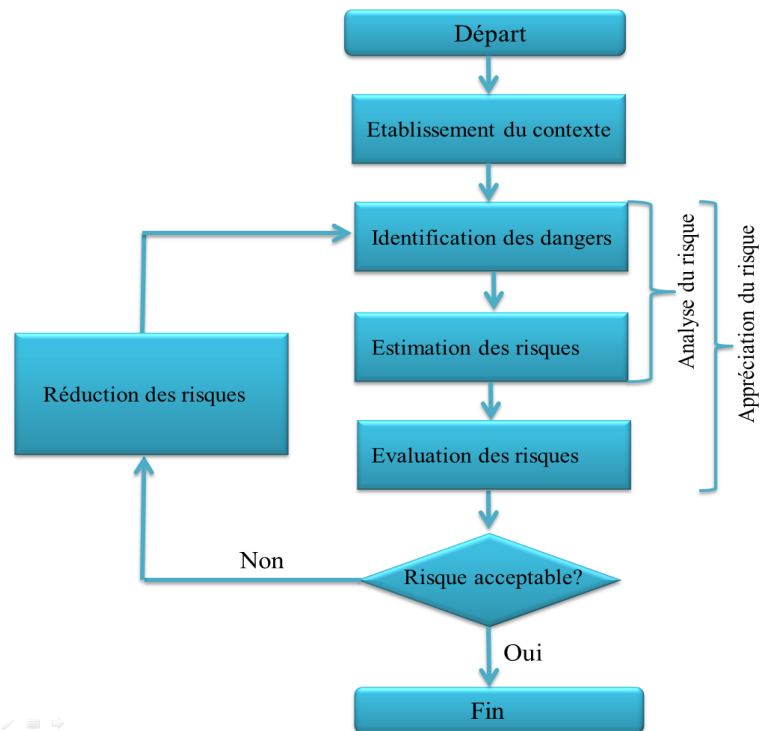 Départ
Etablissement du contexte
Identification des dangers
Estimation des risques
Réduction des risques
Evaluation des risques
Analyse du risque
Appréciation du risque
Non
Risque acceptable?
Oui
Fin